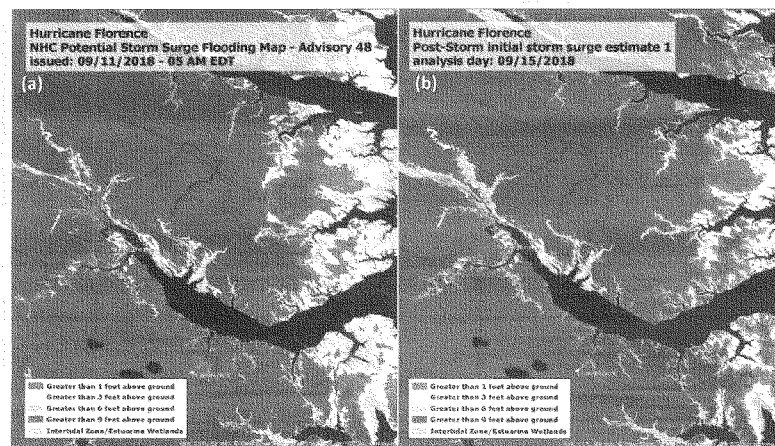 Hurricane Florence
NHC Potential Storm Surge Flooding Map - Advisory 48
issued: 09/11/2018 - 05 AM EDT
(a)
Greater than 1 feet above ground
Greater than 3 feet above ground
Greater than 6 feet above ground
Greater than 9 feet above ground
Intertidal Zone/Estuarine Wetlands
Hurricane Florence
Post-Storm initial storm surge estimate 1
analysis day: 09/15/2018
(b)
Greater than 1 feet above ground
Greater than 3 feet above ground
Greater than 6 feet above ground
Greater than 9 feet above ground
Intertidal Zone/Estuarine Wetlands